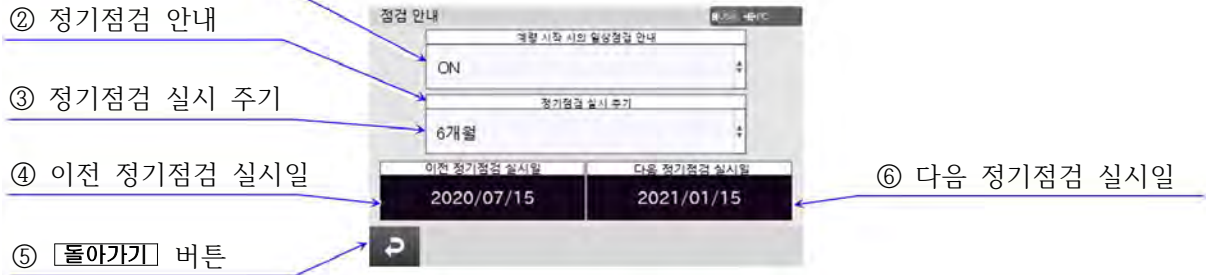 ② 정기점검 안내
③ 정기점검 실시 주기
④ 이전 정기점검 실시일
⑤ 돌아가기 버튼
점검 안내
계량 시작 시의 일상점검 안내
ON
정기점검 실시 주기
6개월
이전 정기점검 실시일
다음 정기점검 실시일
2020/07/15
2021/01/15
⑥ 다음 정기점검 실시일